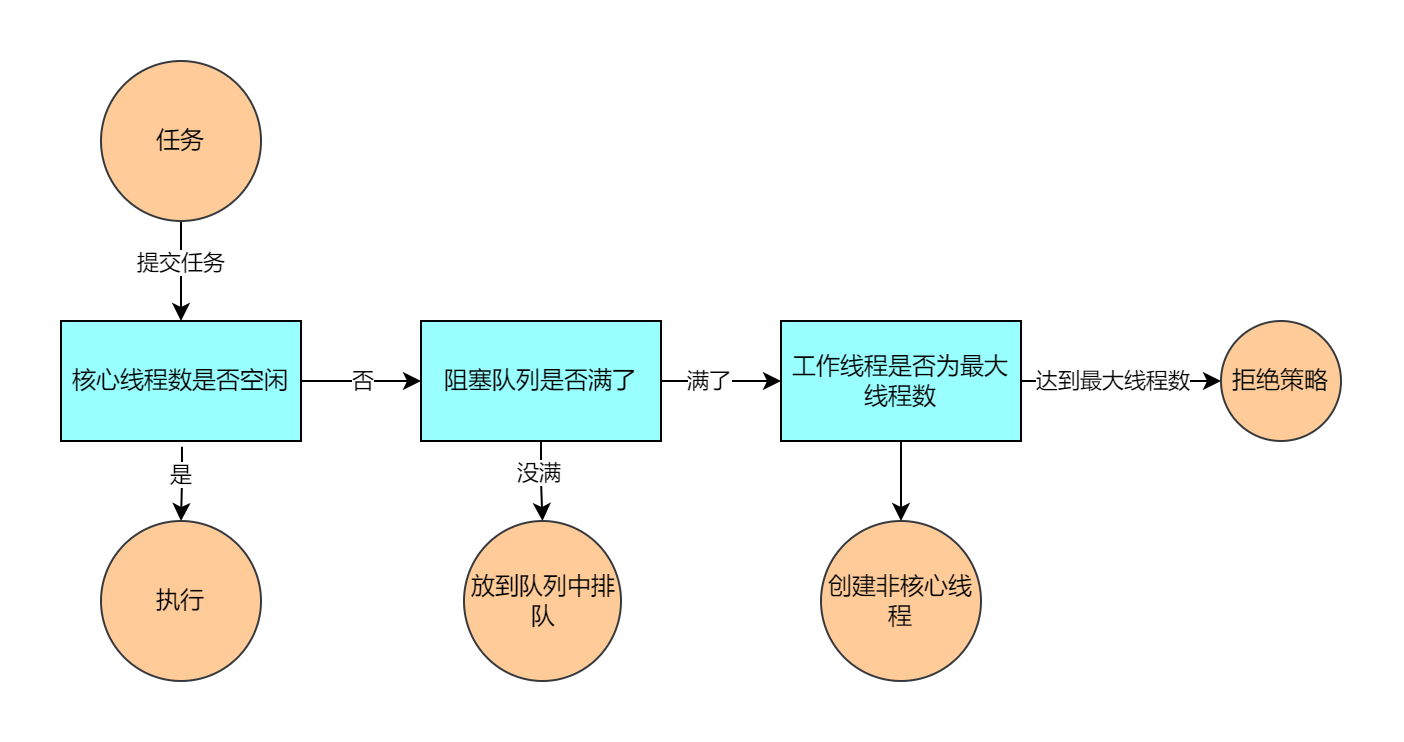 任务
提交任务
核心线程数是否空闲
否
阻塞队列是否满了
满了
工作线程是否为最大
线程数
达到最大线程数
拒绝策略
是
没满
执行
放到队列中排
队
创建非核心线
程